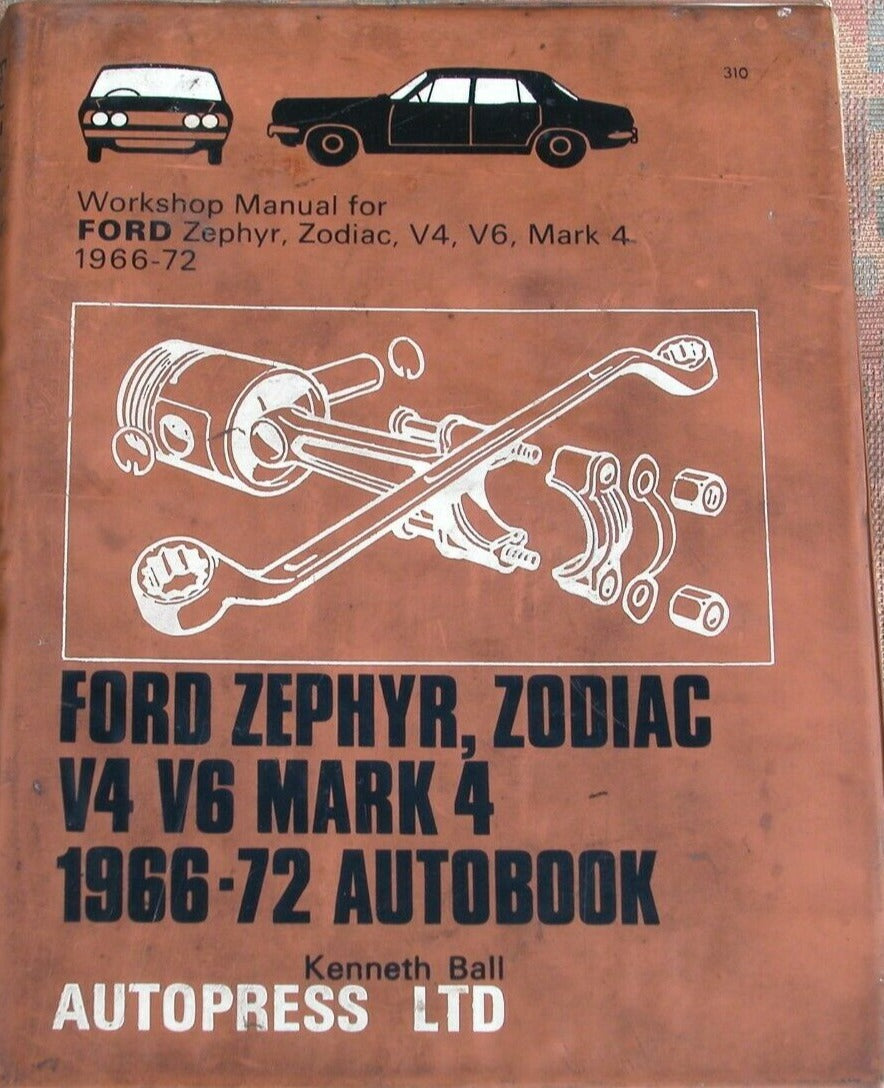 310
Workshop Manual for
FORD Zephyr, Zodiac, V4, V6, Mark 4
1966-72
FORD ZEPHYR, ZODIAC
V4 V6 MARK 4
1966-72 AUTOBOOK
Kenneth Ball
AUTOPRESS LTD